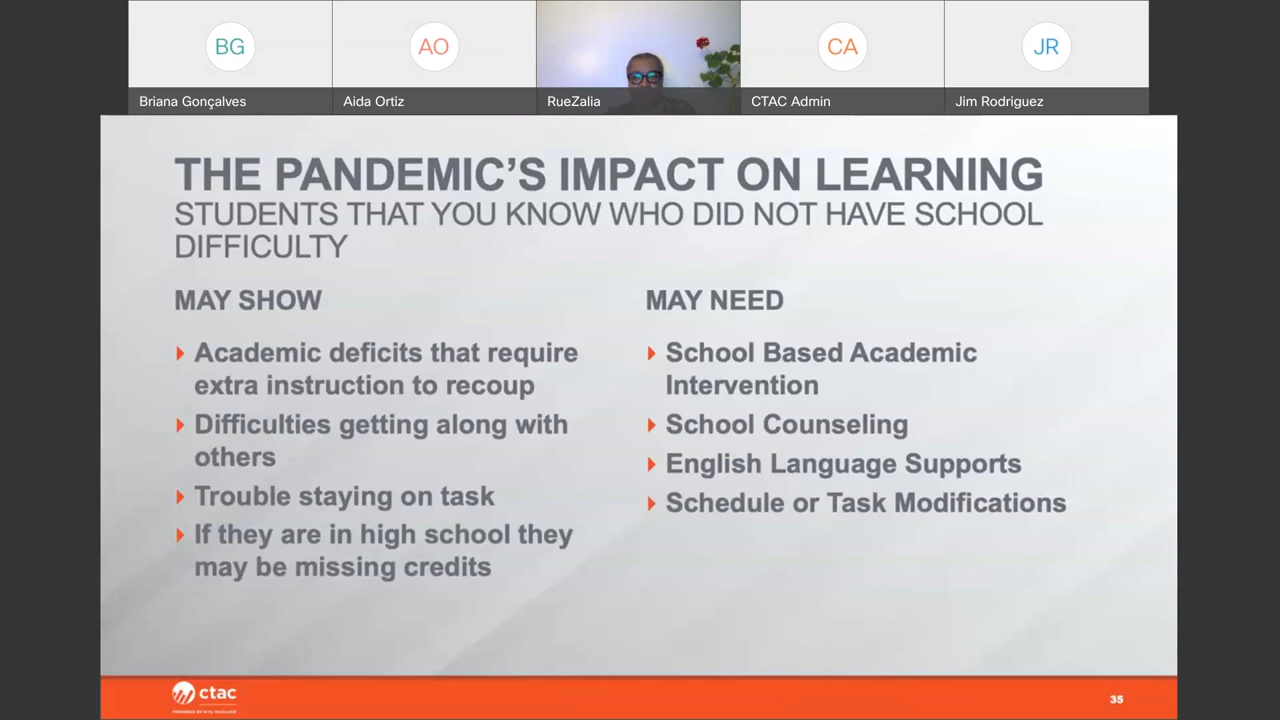 BG
AO
CA
JR
Briana Gonçalves
Aida Ortiz
RueZalia
CTAC Admin
Jim Rodriguez
THE PANDEMIC'S IMPACT ON LEARNING
STUDENTS THAT YOU KNOW WHO DID NOT HAVE SCHOOL
DIFFICULTY
MAY SHOW
Academic deficits that require
extra instruction to recoup
Difficulties getting along with
others
Trouble staying on task
If they are in high school they
may be missing credits
MAY NEED
School Based Academic
Intervention
School Counseling
English Language Supports
Schedule or Task Modifications
ctac
35